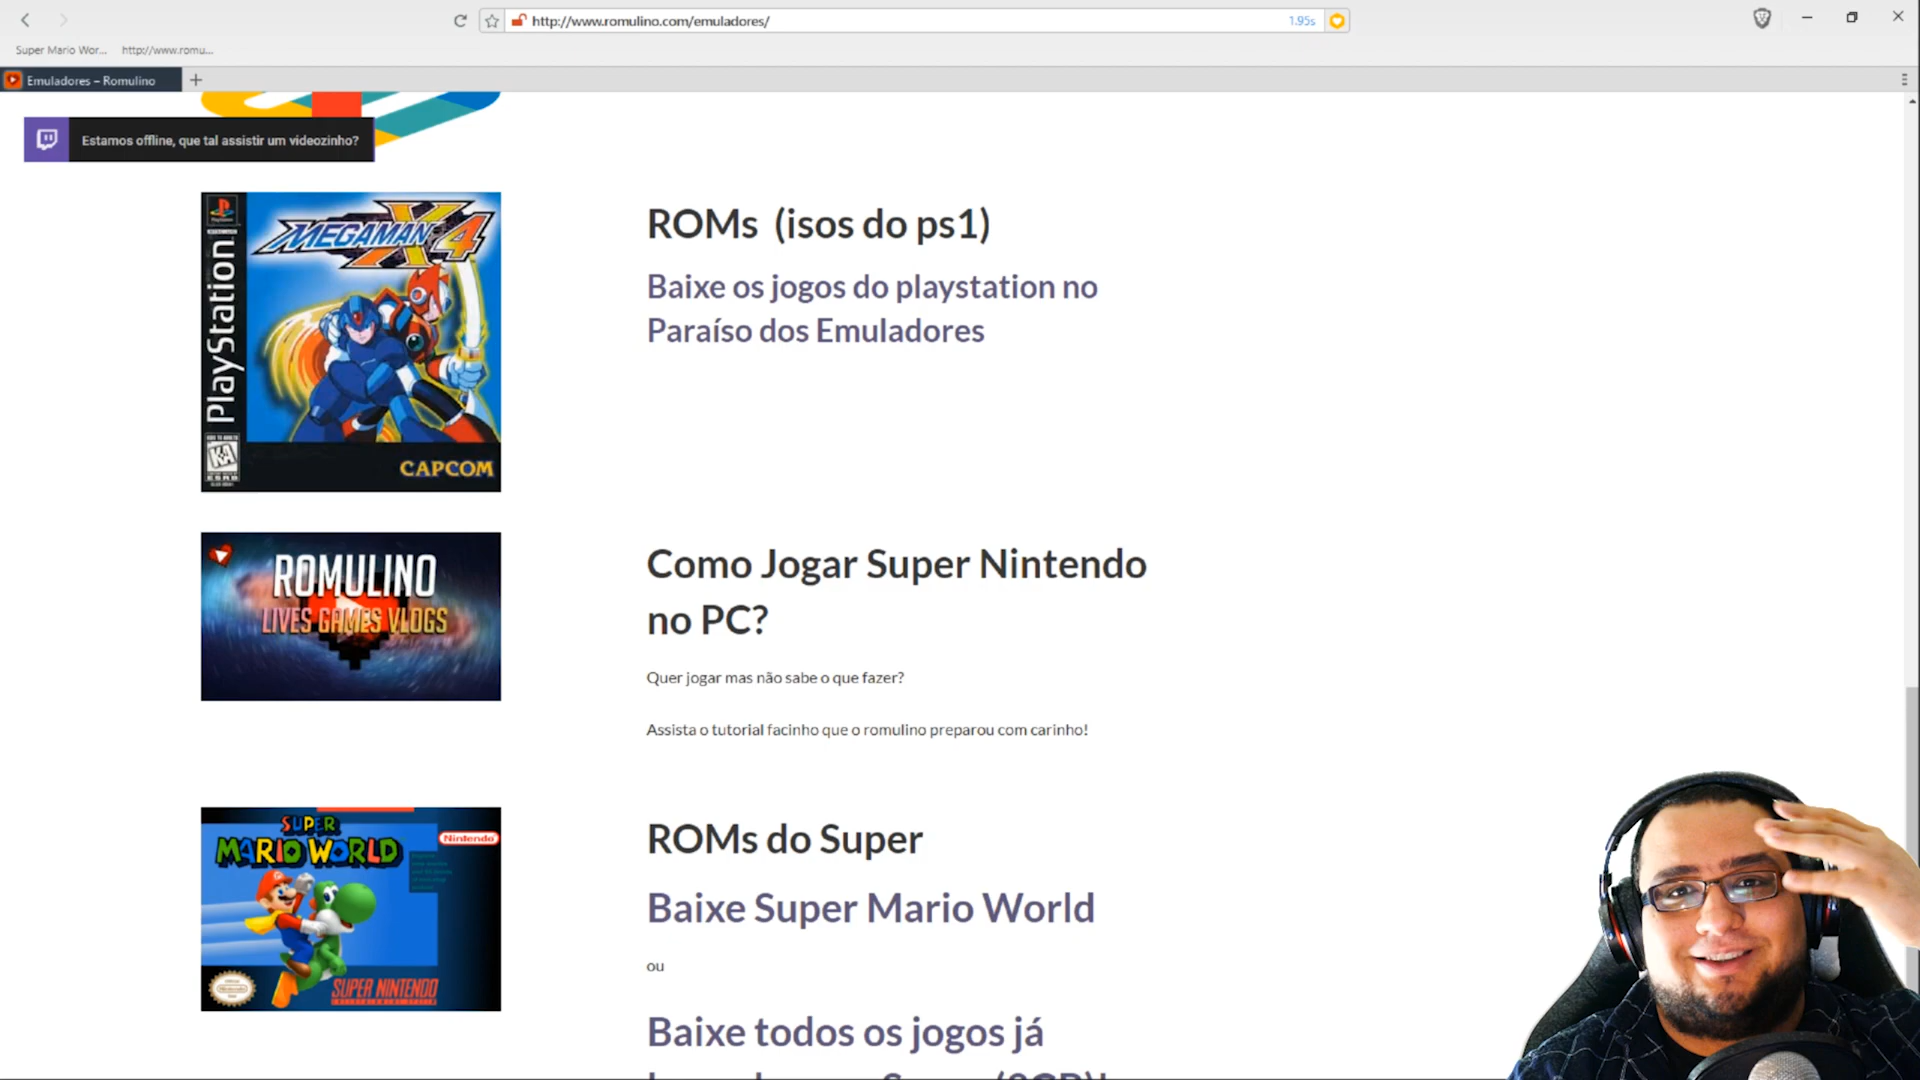 http://www.romulino.com/emuladores/
1.95s
Super Mario Wor...
http://www.romu...
Emuladores – Romulino
Estamos offline, que tal assistir um videozinho?
PlayStation
MEGAMAN X4
KA
CAPCOM
ROMs (isos do ps1)
Baixe os jogos do playstation no
Paraíso dos Emuladores
ROMULINO
LIVES GAMES VLOGS
Como Jogar Super Nintendo
no PC?
Quer jogar mas não sabe o que fazer?
Assista o tutorial facinho que o romulino preparou com carinho!
SUPER
MARIO WORLD
Nintendo
SUPER NINTENDO
ROMs do Super
Baixe Super Mario World
ou
Baixe todos os jogos já